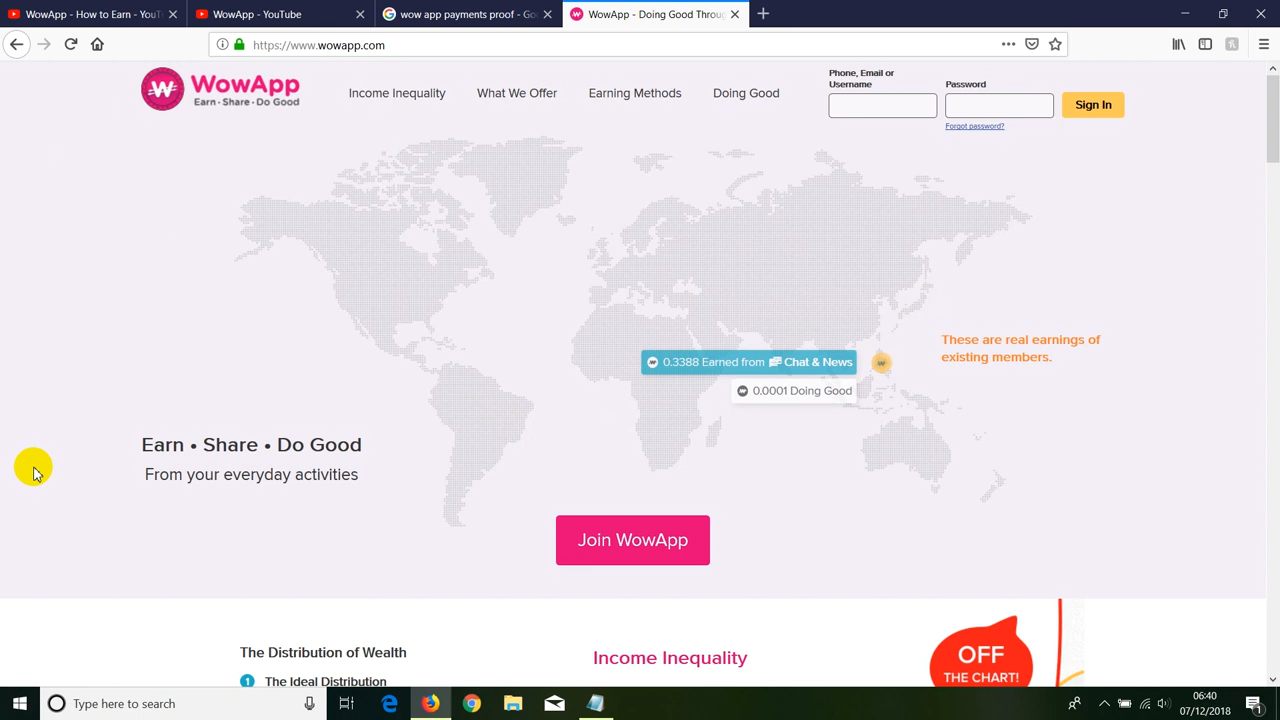 WowApp - How to Earn - YouT
WowApp - YouTube
wow app payments proof - Go
WowApp - Doing Good Throu
https://www.wowapp.com
WowApp
Earn · Share · Do Good
Income Inequality
What We Offer
Earning Methods
Doing Good
Phone, Email or
Username
Password
Sign In
Forgot password?
These are real earnings of
existing members.
0.3388 Earned from Chat & News
0.0001 Doing Good
Earn • Share • Do Good
From your everyday activities
Join WowApp
The Distribution of Wealth
1 The Ideal Distribution
Income Inequality
OFF
THE CHART!
Type here to search
06:40
07/12/2018
1